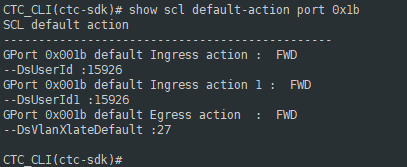 CTC_CLI(ctc-sdk)# show scl default-action port 0x1b
SCL default action
----------------------------------------------
GPort 0x001b default Ingress action :  FWD
--DsUserId :15926
GPort 0x001b default Ingress action 1 :  FWD
--DsUserId1 :15926
GPort 0x001b default Egress action  :  FWD
--DsVlanXlateDefault :27
CTC_CLI(ctc-sdk)#